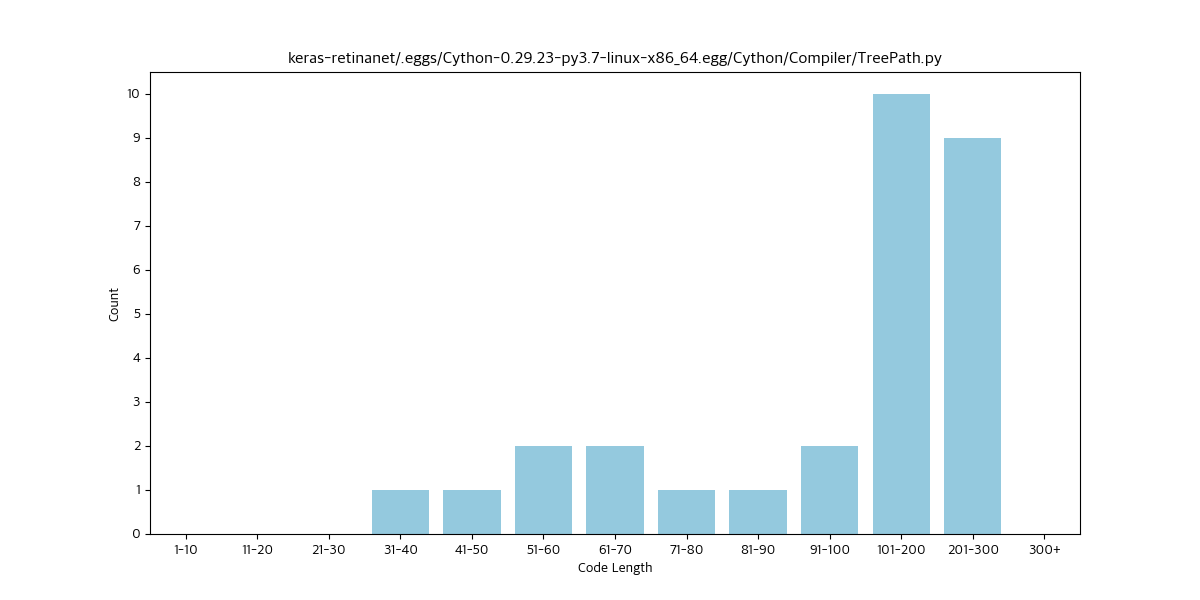 keras-retinanet/.eggs/Cython-0.29.23-py3.7-linux-x86_64.egg/Cython/Compiler/TreePath.py
10
9
8
7
6
5
4
3
2
1
0
Count
1-10 11-20 21-30 31-40 41-50 51-60 61-70 71-80 81-90 91-100 101-200 201-300 300+
Code Length